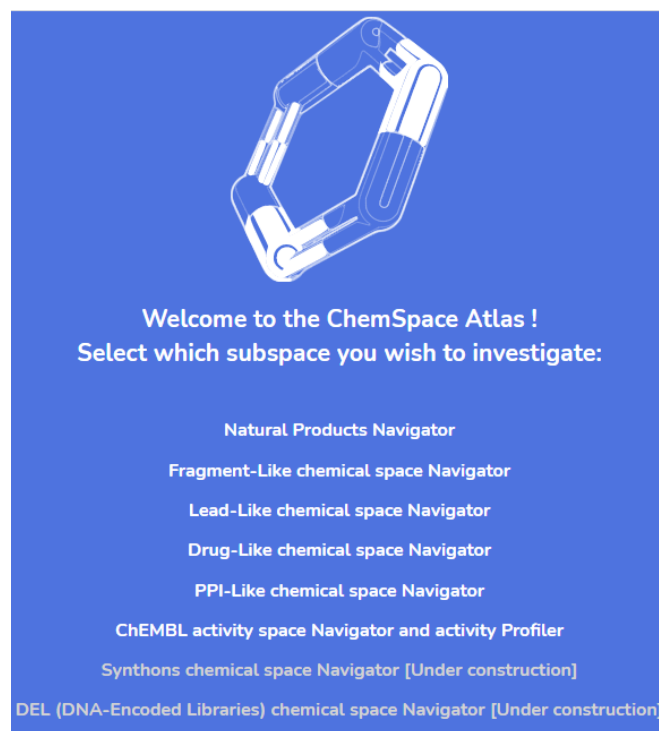 Welcome to the ChemSpace Atlas !
Select which subspace you wish to investigate:
Natural Products Navigator
Fragment-Like chemical space Navigator
Lead-Like chemical space Navigator
Drug-Like chemical space Navigator
PPI-Like chemical space Navigator
ChEMBL activity space Navigator and activity Profiler
Synthons chemical space Navigator [Under construction]
DEL (DNA-Encoded Libraries) chemical space Navigator [Under construction]